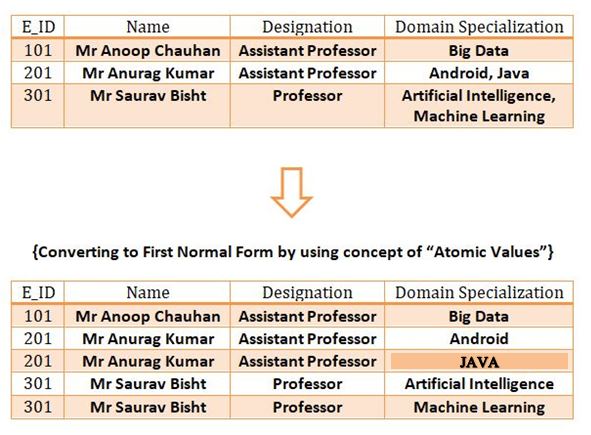 E_ID Name Designation Domain Specialization
101 Mr Anoop Chauhan Assistant Professor Big Data
201 Mr Anurag Kumar Assistant Professor Android, Java
301 Mr Saurav Bisht Professor Artificial Intelligence,
Machine Learning
{Converting to First Normal Form by using concept of “Atomic Values”}
E_ID Name Designation Domain Specialization
101 Mr Anoop Chauhan Assistant Professor Big Data
201 Mr Anurag Kumar Assistant Professor Android
201 Mr Anurag Kumar Assistant Professor JAVA
301 Mr Saurav Bisht Professor Artificial Intelligence
301 Mr Saurav Bisht Professor Machine Learning